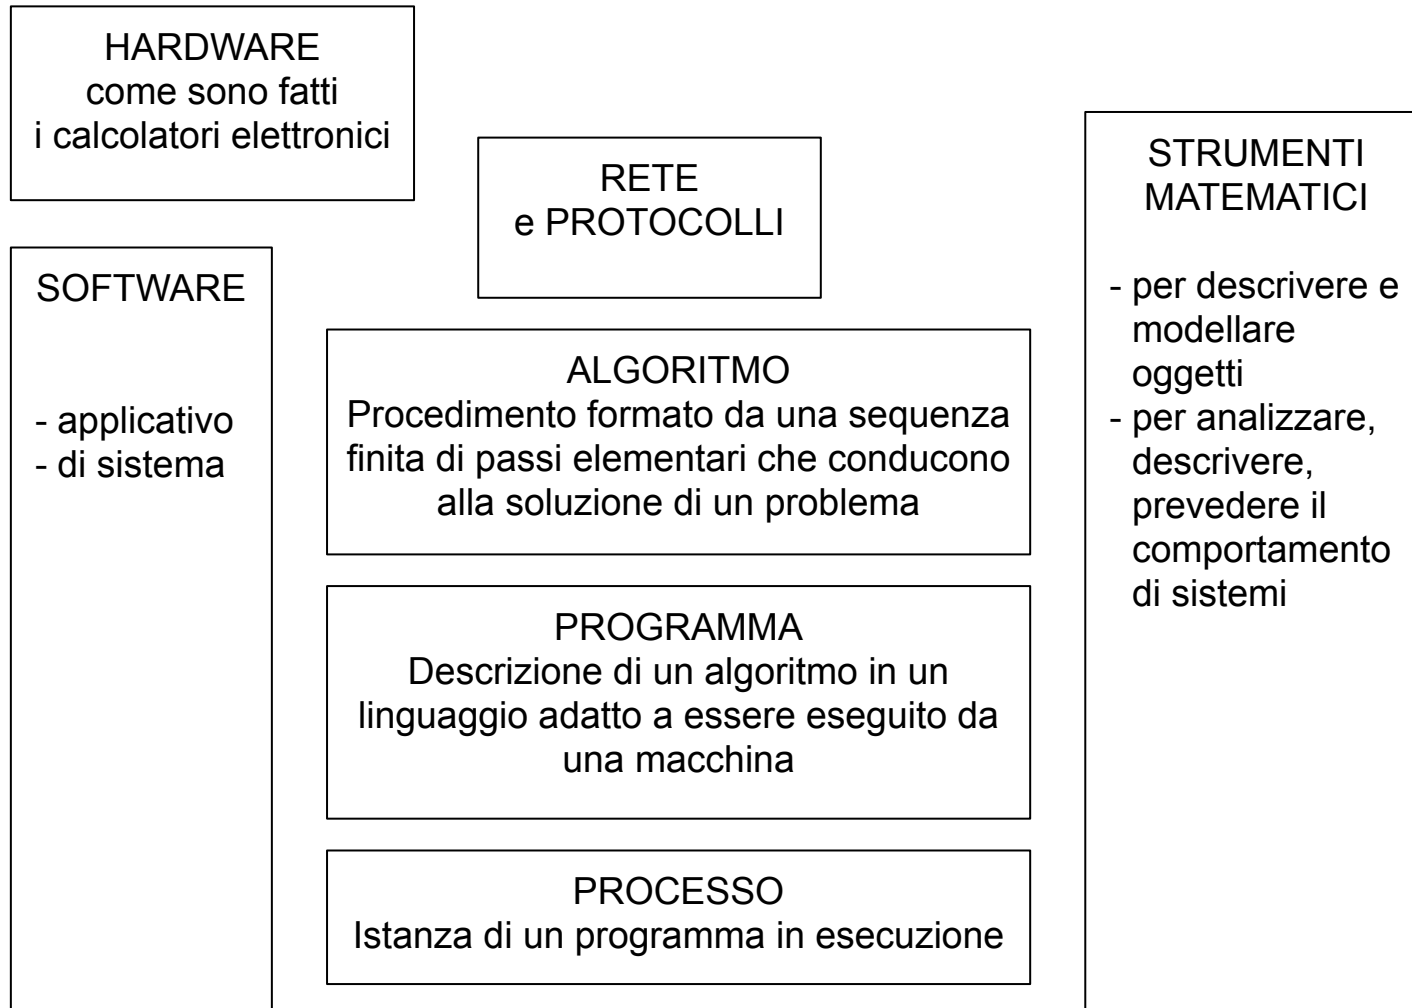 HARDWARE
come sono fatti
i calcolatori elettronici
RETE
e PROTOCOLLI
STRUMENTI
MATEMATICI
- per descrivere e
modellare
oggetti
- per analizzare,
descrivere,
prevedere il
comportamento
di sistemi
SOFTWARE
- applicativo
- di sistema
ALGORITMO
Procedimento formato da una sequenza
finita di passi elementari che conducono
alla soluzione di un problema
PROGRAMMA
Descrizione di un algoritmo in un
linguaggio adatto a essere eseguito da
una macchina
PROCESSO
Istanza di un programma in esecuzione